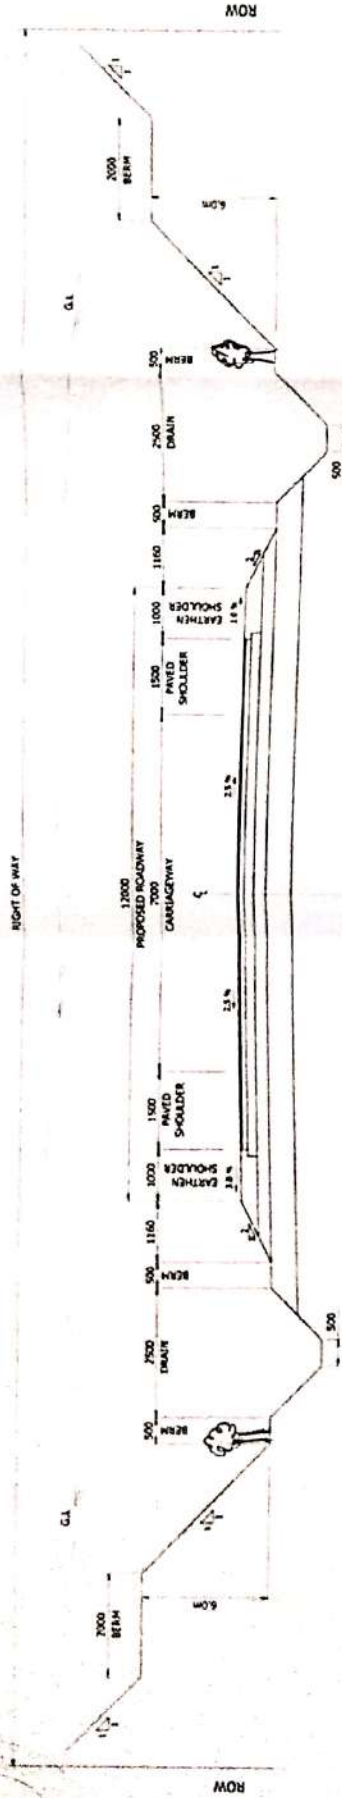 RIGHT OF WAY
ROW
ROW
G.L
G.L
12000
PROPOSED ROADWAY
2000
BERM
500
BERM
2500
DRAIN
500
BERM
1160
1000
EARTHEN
SHOULDER
1500
PAVED
SHOULDER
7000
CARRIAGEWAY
1500
PAVED
SHOULDER
1000
EARTHEN
SHOULDER
1160
500
BERM
2500
DRAIN
500
BERM
2000
BERM
6.0m
6.0m
3.0 %
2.5 %
2.5 %
500
500